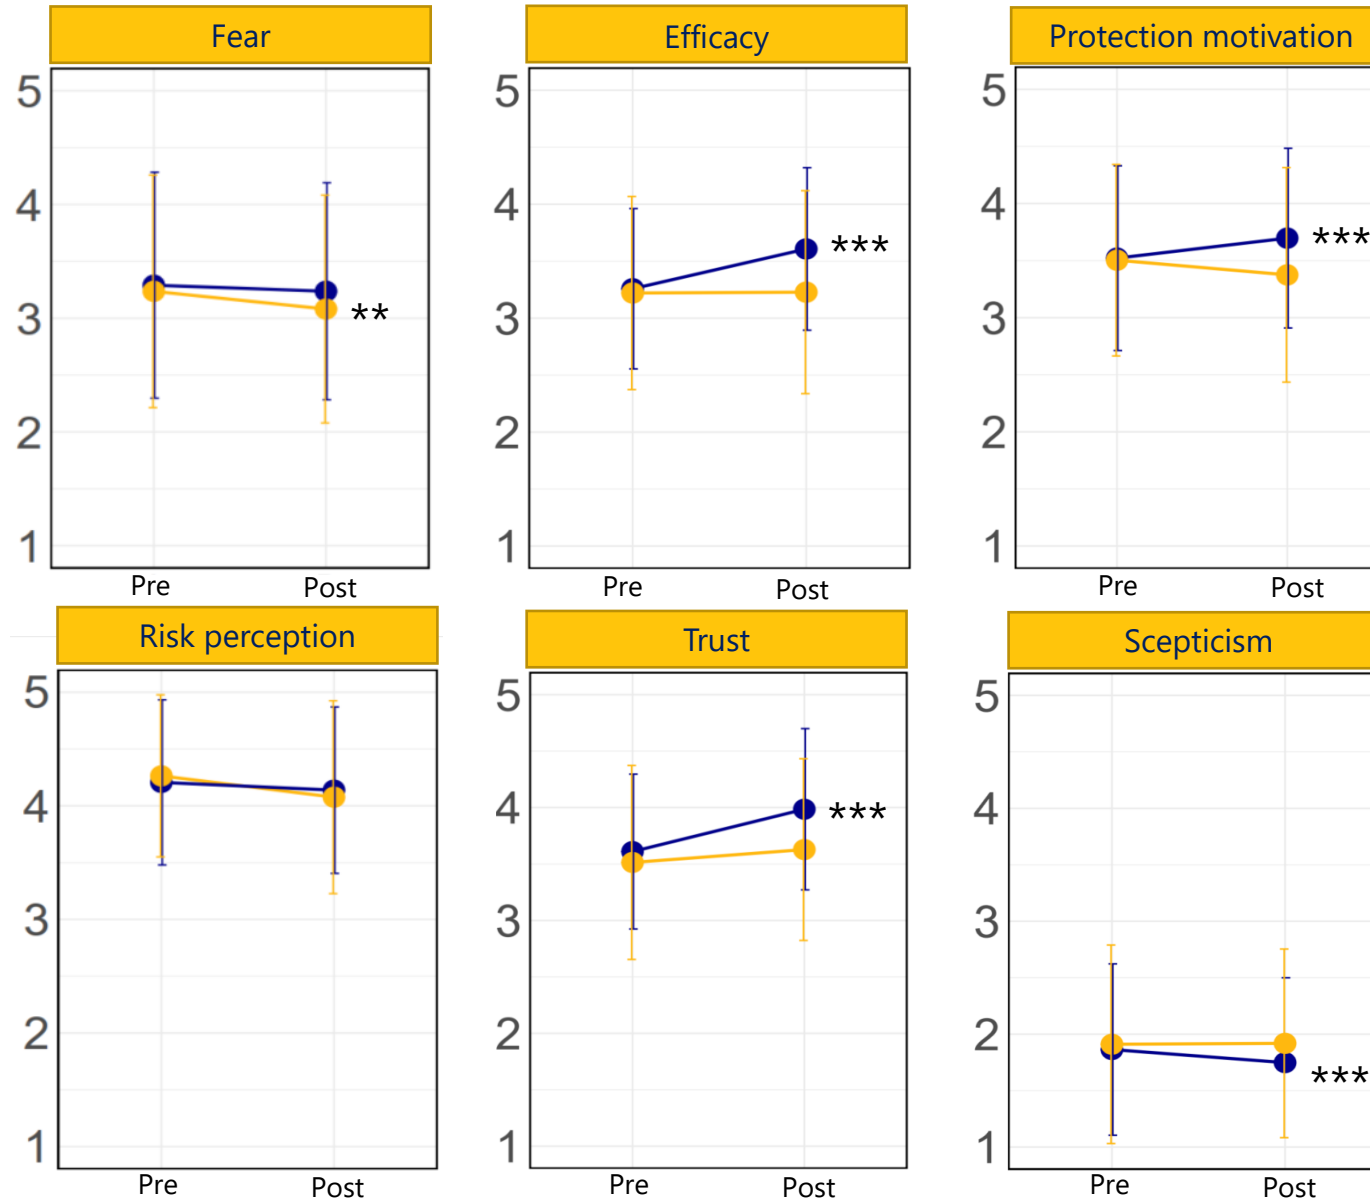 Fear
Efficacy
Protection motivation
5
4
3
2
1
**
Pre
Post
5
4
3
2
1
***
Pre
Post
5
4
3
2
1
***
Pre
Post
Risk perception
Trust
Scepticism
5
4
3
2
1
Pre
Post
5
4
3
2
1
***
Pre
Post
5
4
3
2
1
***
Pre
Post